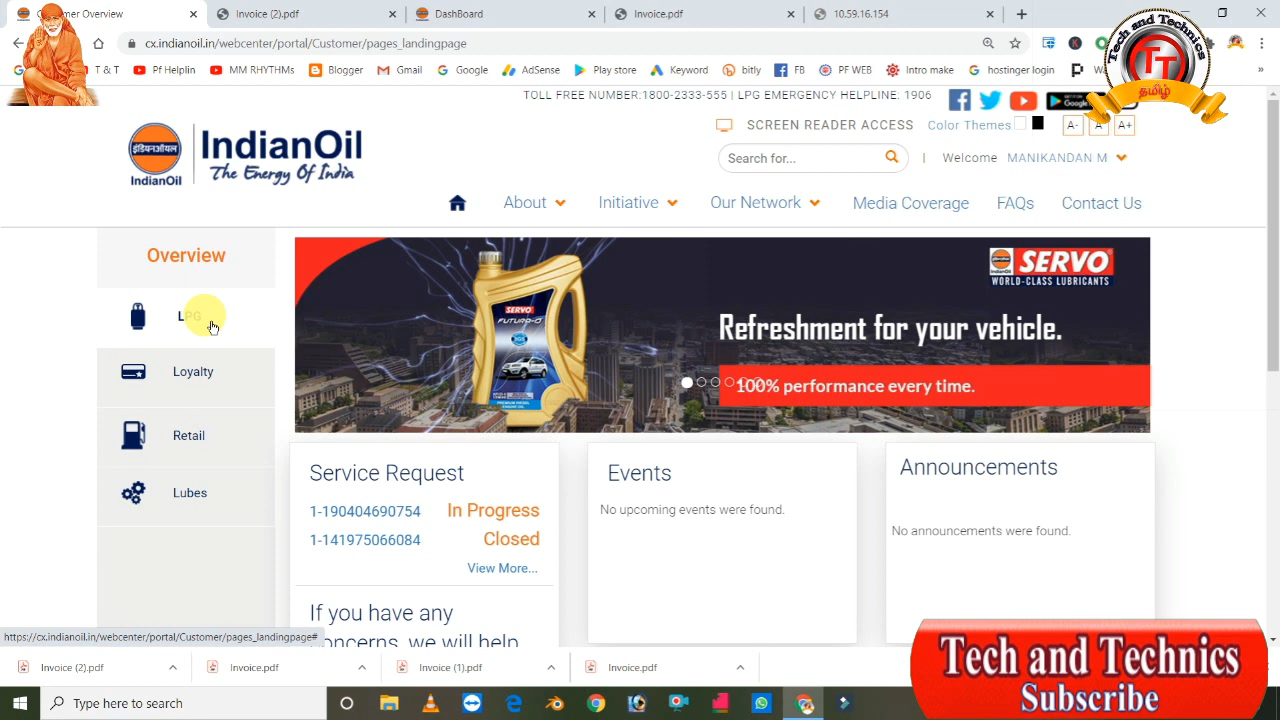 Customer Overview
Invoice (2).pdf
DashBoard
Invoice.pdf
10.59.16.154
Tech and Technics
TT
தமிழ்
cx.indianoil.in/webcenter/portal/Customer/pages_landingpage
T & T
Pf Helplin
MM RHYTHMs
Blogger
Gmail
Google
AdSense
Play store
Keyword
bitly
FB
PF WEB
Intro make
hostinger login
TOLL FREE NUMBER:1800-2333-555 | LPG EMERGENCY HELPLINE: 1906
SCREEN READER ACCESS
Color Themes
A-
A
A+
इंडियनऑयल
IndianOil
IndianOil
The Energy Of India
Search for...
|
Welcome
MANIKANDAN M
About
Initiative
Our Network
Media Coverage
FAQs
Contact Us
Overview
LPG
Loyalty
Retail
Lubes
SERVO
WORLD-CLASS LUBRICANTS
IndianOil
SERVO
FUTURA-D
Refreshment for your vehicle.
100% performance every time.
Service Request
1-190404690754 In Progress
1-141975066084 Closed
View More...
If you have any
concerns, we will help
Events
No upcoming events were found.
Announcements
No announcements were found.
https://cx.indianoil.in/webcenter/portal/Customer/pages_landingpage#
Invoice (2).pdf
Invoice.pdf
Invoice (1).pdf
Invoice.pdf
Tech and Technics
Subscribe
Type here to search